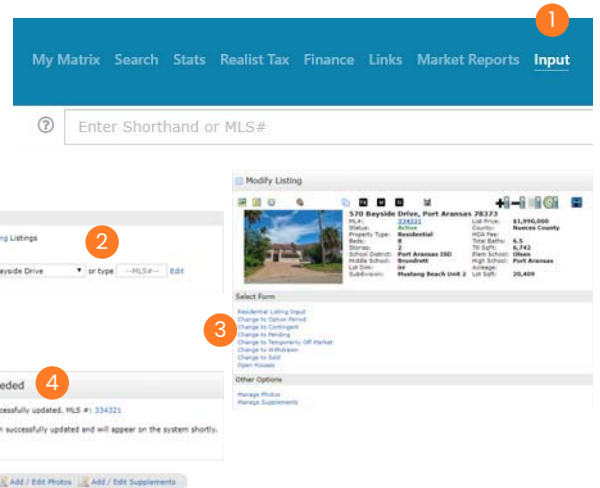 1
My Matrix Search Stats Realist Tax Finance Links Market Reports Input
Enter Shorthand or MLS#
ng Listings
2
ayside Drive or type --MLS#-- Edit
Modify Listing
570 Bayside Drive, Port Aransas 78373
ML#: 334321 List Price: $1,990,000
Status: Active County: Nueces County
Property Type: Residential HOA Fee:
Beds: 8 Total Baths: 6.5
Stories: 2 Ttl Sqft: 6,742
School District: Port Aransas ISD Elem School: Olsen
Middle School: Brundrett High School: Port Aransas
Lot Dim: irr Acreage:
Subdivision: Mustang Beach Unit 2 Lot Sqft: 20,409
Select Form
3
Residential Listing Input
Change to Option Period
Change to Contingent
Change to Pending
Change to Temporarily Off Market
Change to Withdrawn
Change to Sold
Open Houses
Other Options
Manage Photos
Manage Supplements
eded 4
cessfully updated. MLS #: 334321
n successfully updated and will appear on the system shortly.
Add / Edit Photos Add / Edit Supplements